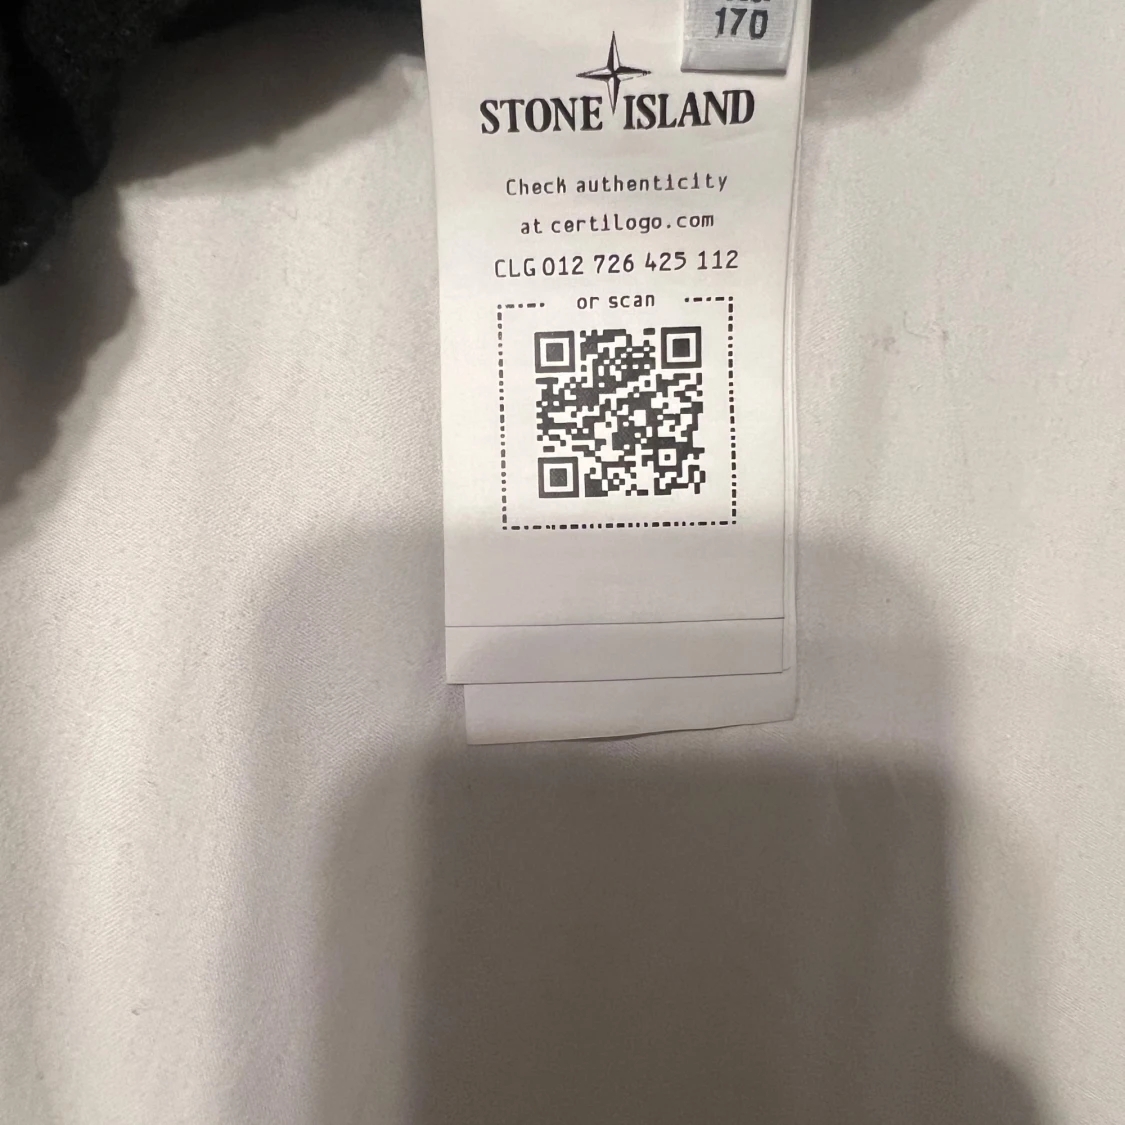 170
STONE ISLAND
Check authenticity
at certilogo.com
CLG 012 726 425 112
or scan